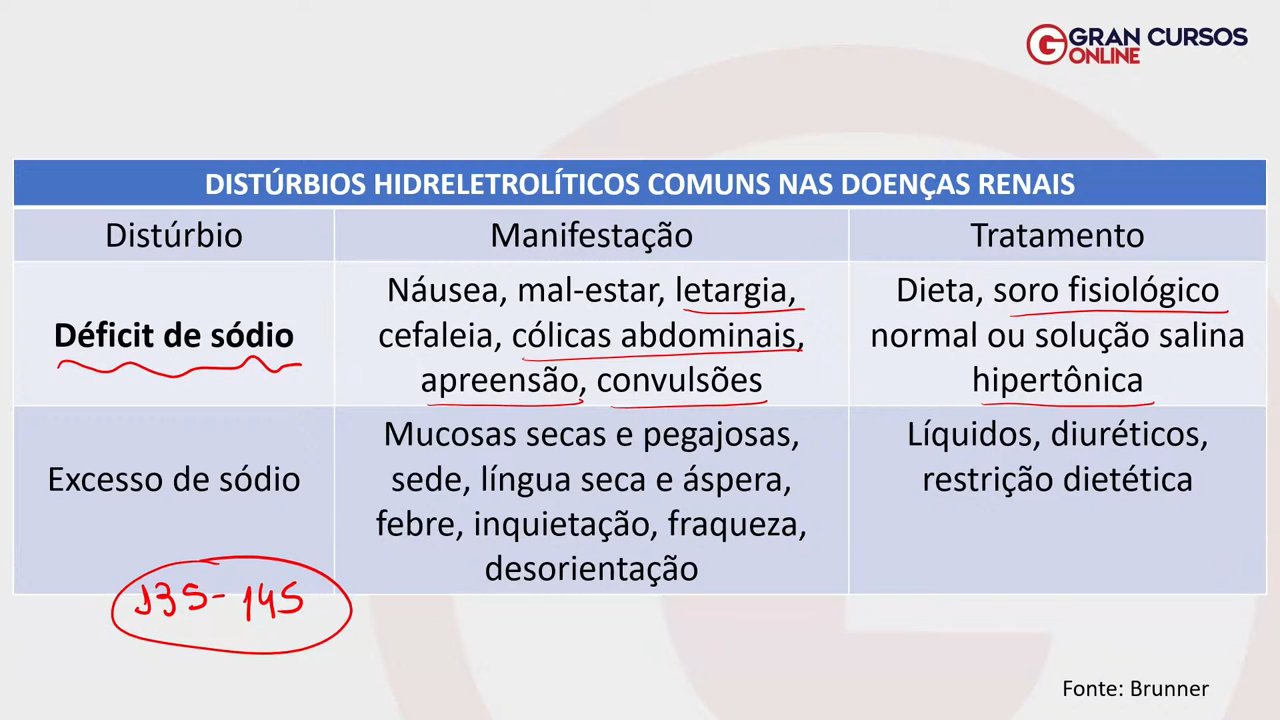 GRAN CURSOS
ONLINE
DISTÚRBIOS HIDRELETROLÍTICOS COMUNS NAS DOENÇAS RENAIS
Distúrbio
Manifestação
Tratamento
Déficit de sódio
Náusea, mal-estar, letargia,
cefaleia, cólicas abdominais,
apreensão, convulsões
Dieta, soro fisiológico
normal ou solução salina
hipertônica
Excesso de sódio
Mucosas secas e pegajosas,
sede, língua seca e áspera,
febre, inquietação, fraqueza,
desorientação
Líquidos, diuréticos,
restrição dietética
135-145
Fonte: Brunner